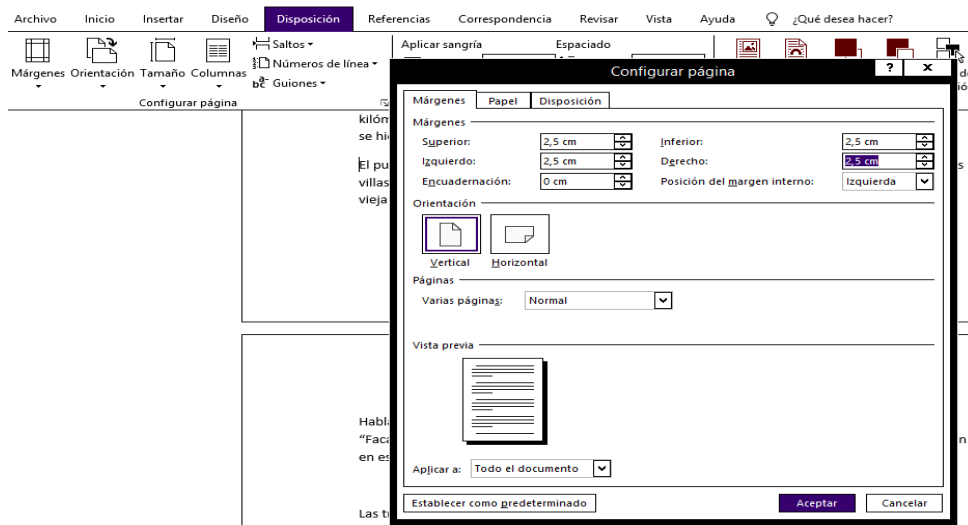 Archivo Inicio Insertar Diseño Disposición Referencias Correspondencia Revisar Vista Ayuda ¿Qué desea hacer?
Saltos Aplicar sangría Espaciado
Números de línea
Márgenes Orientación Tamaño Columnas
Guiones
Configurar página
Configurar página ? x
Márgenes Papel Disposición
Márgenes
Superior: 2,5 cm Inferior: 2,5 cm
Izquierdo: 2,5 cm Derecho: 2,5 cm
Encuadernación: 0 cm Posición del margen interno: Izquierda
Orientación
Vertical Horizontal
Páginas
Varias páginas: Normal
Vista previa
Aplicar a: Todo el documento
Establecer como predeterminado Aceptar Cancelar
se
El
villas
vieja
en
Las